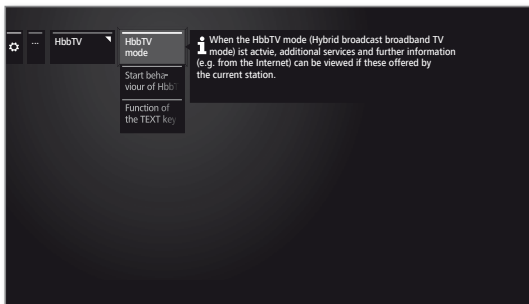 ...
HbbTV
HbbTV
mode
Start beha-
viour of HbbT
Function of
the TEXT key
i When the HbbTV mode (Hybrid broadcast broadband TV
mode) ist actvie, additional services and further information
(e.g. from the Internet) can be viewed if these offered by
the current station.